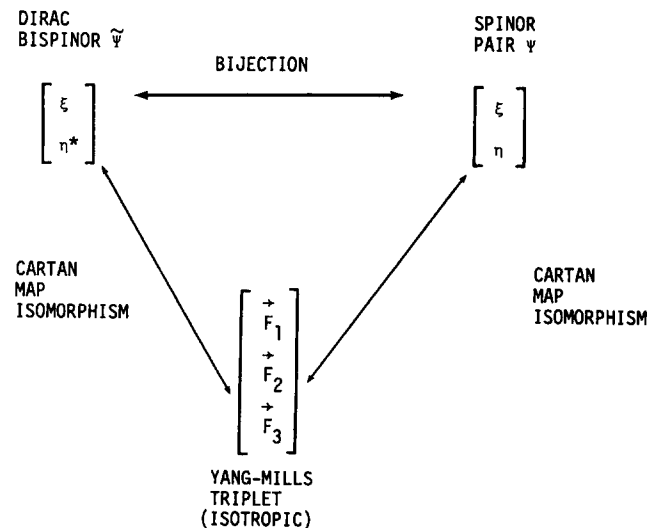 DIRAC
BISPINOR Ψ̃
SPINOR
PAIR Ψ
BIJECTION
ξ
η*
ξ
η
CARTAN
MAP
ISOMORPHISM
CARTAN
MAP
ISOMORPHISM
F⃗1
F⃗2
F⃗3
YANG-MILLS
TRIPLET
(ISOTROPIC)